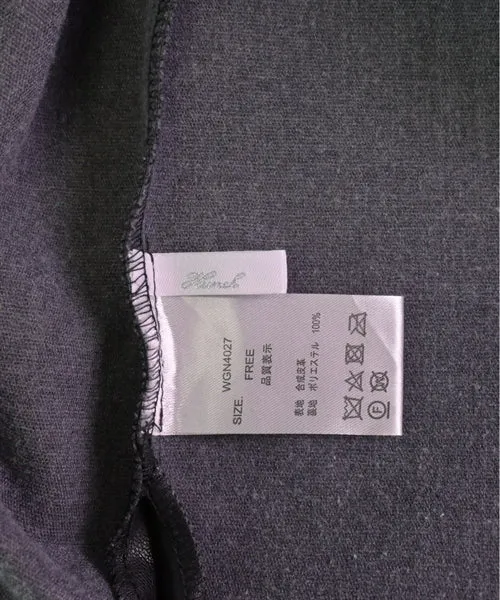 WGN4027
SIZE. FREE
品質表示
表地 合成皮革
基地 ポリエステル 100%
F